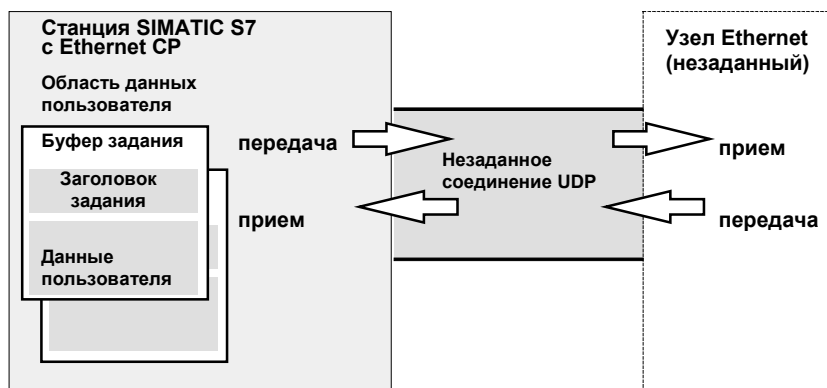 Станция SIMATIC S7
с Ethernet CP
Область данных
пользователя
Буфер задания
Заголовок
задания
Данные
пользователя
передача
прием
Незаданное
соединение UDP
Узел Ethernet
(незаданный)
прием
передача